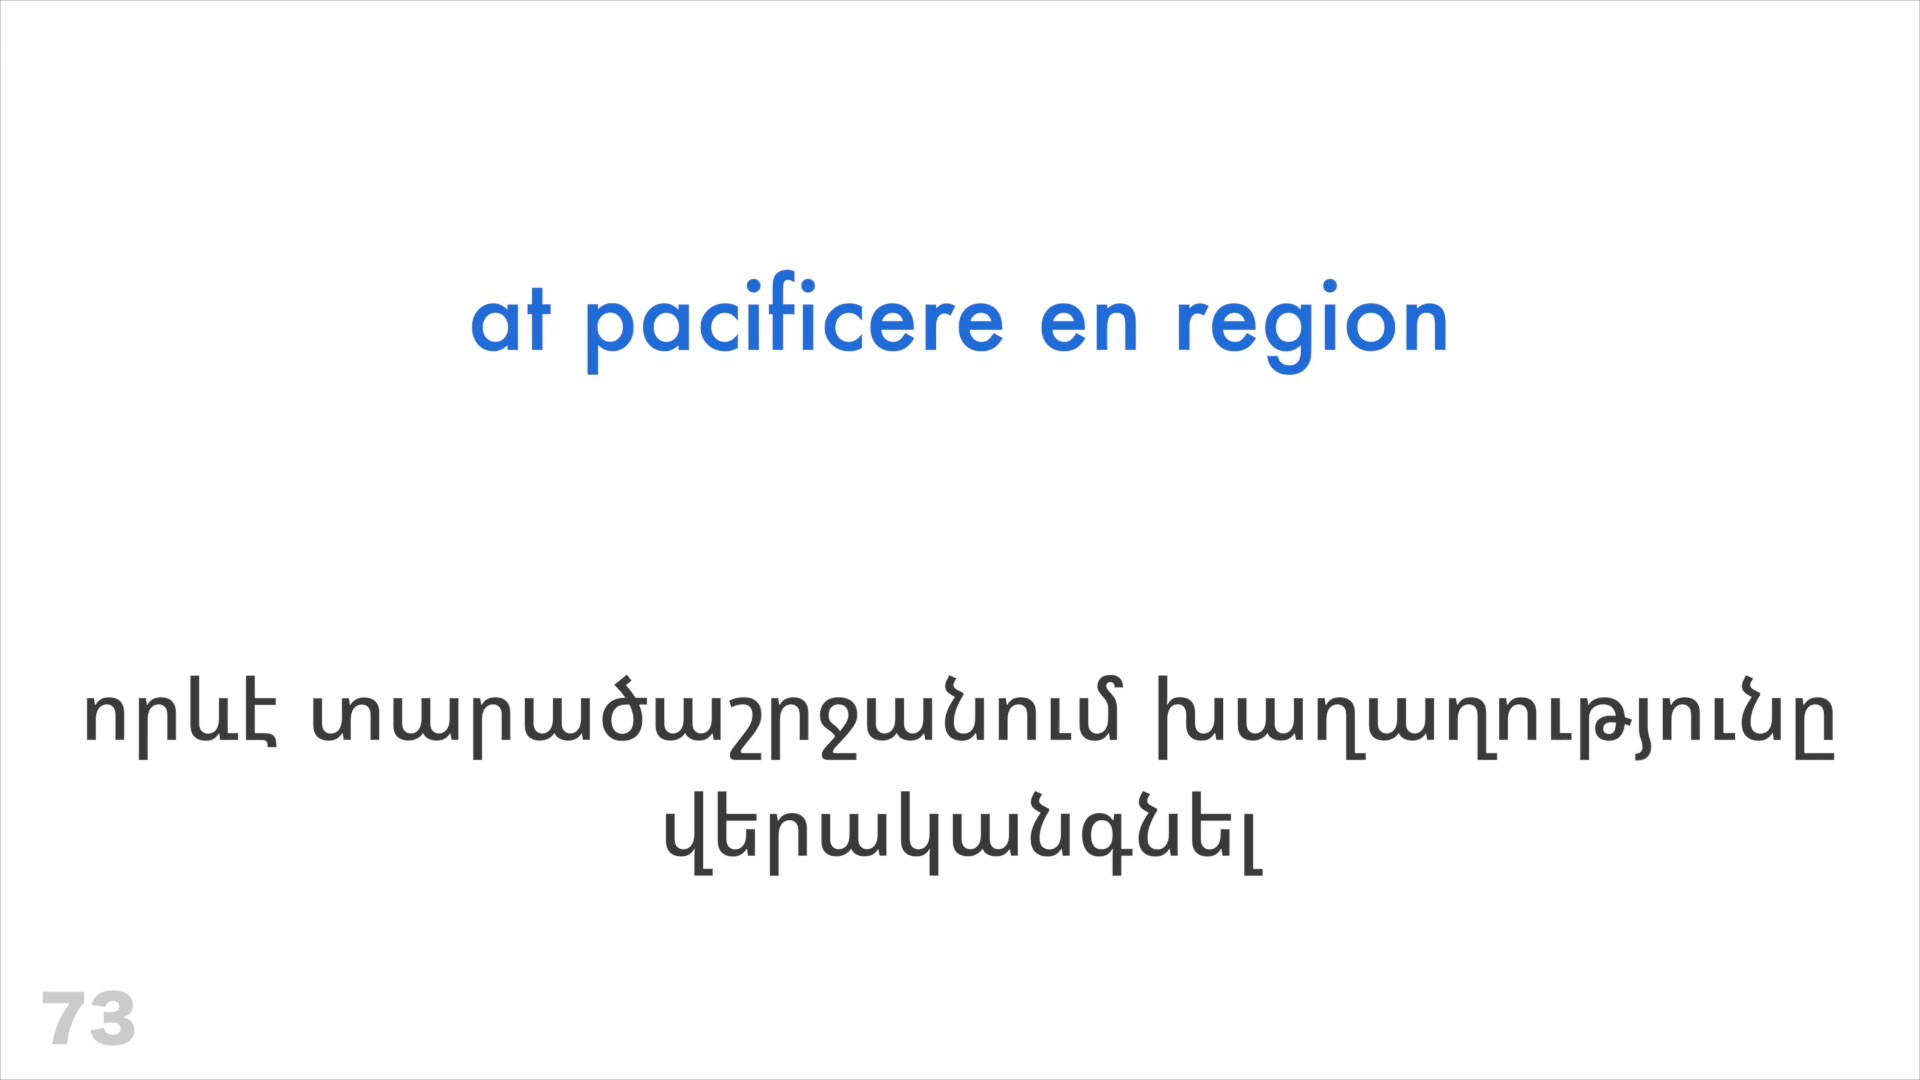 at pacificere en region
որևէ տարածաշրջանում խաղաղությունը
վերականգնել
73